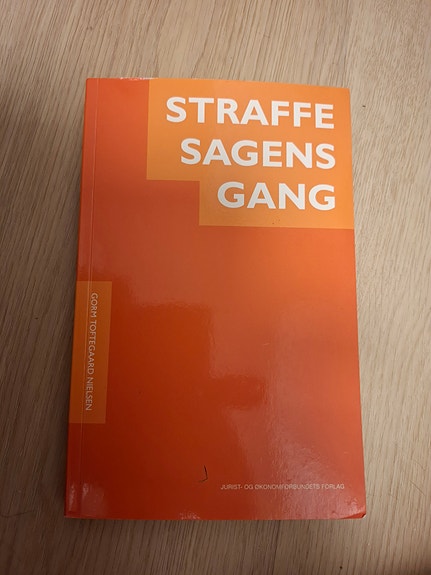 STRAFFE
SAGENS
GANG
GORM TOFTEGAARD NIELSEN
JURIST- OG ØKONOMFORBUNDETS FORLAG